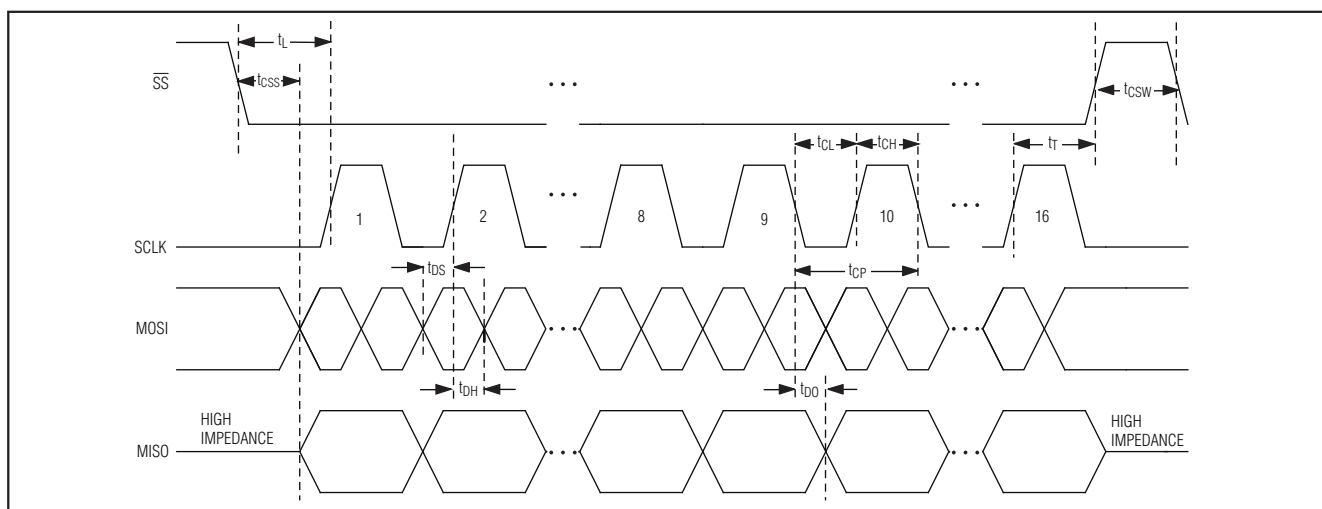 tL
tCSS
SS
• • •
• • •
tCSW
tCL
tCH
tT
1
2
• • •
8
9
10
• • •
16
SCLK
tDS
tCP
MOSI
• • •
• • •
tDH
tDO
HIGH
IMPEDANCE
HIGH
IMPEDANCE
MISO
• • •
• • •